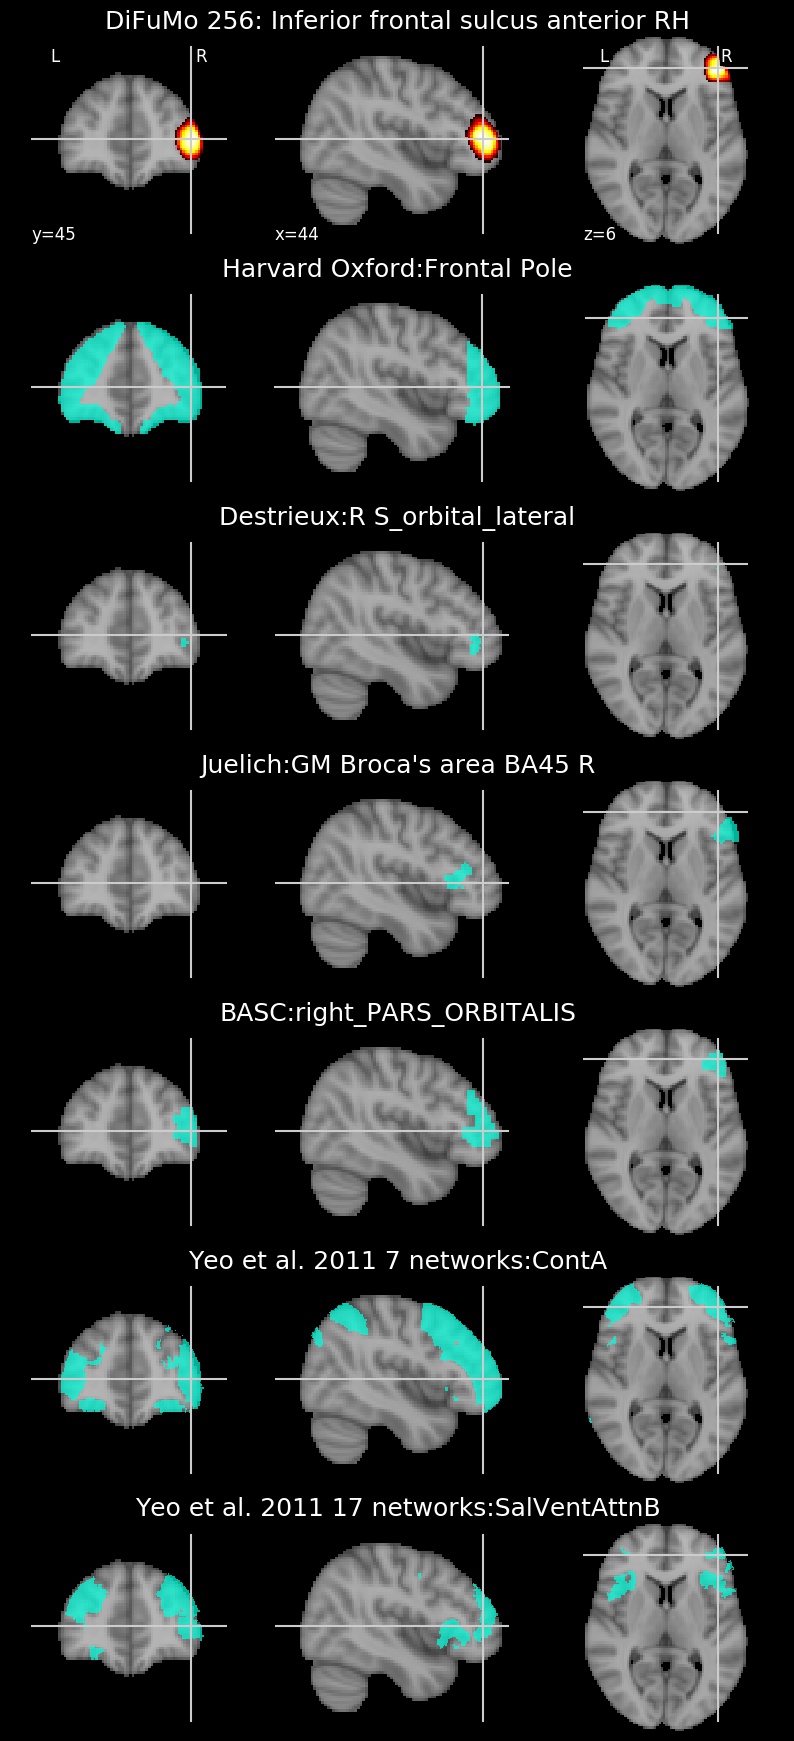 DiFuMo 256: Inferior frontal sulcus anterior RH
L R L R
y=45 x=44 z=6
Harvard Oxford:Frontal Pole
Destrieux:R S_orbital_lateral
Juelich:GM Broca's area BA45 R
BASC:right_PARS_ORBITALIS
Yeo et al. 2011 7 networks:ContA
Yeo et al. 2011 17 networks:SalVentAttnB